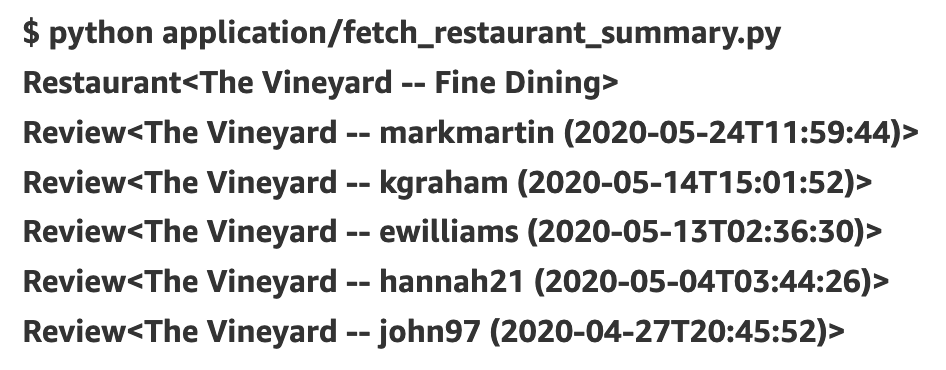 $ python application/fetch_restaurant_summary.py
Restaurant<The Vineyard -- Fine Dining>
Review<The Vineyard -- markmartin (2020-05-24T11:59:44)>
Review<The Vineyard -- kgraham (2020-05-14T15:01:52)>
Review<The Vineyard -- ewilliams (2020-05-13T02:36:30)>
Review<The Vineyard -- hannah21 (2020-05-04T03:44:26)>
Review<The Vineyard -- john97 (2020-04-27T20:45:52)>